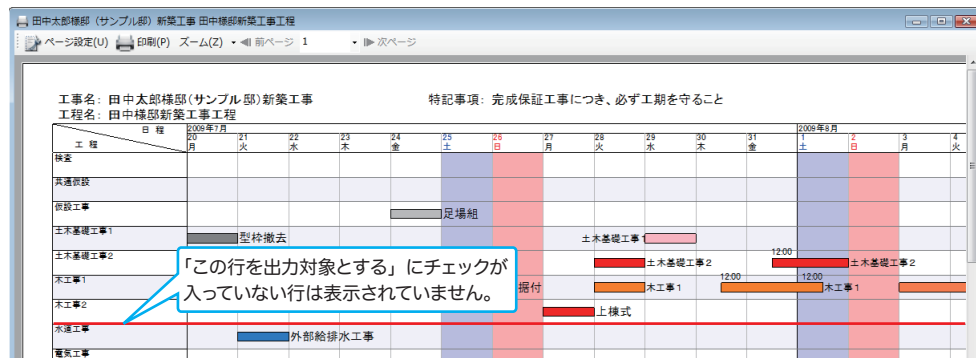 田中太郎様邸（サンプル邸）新築工事 田中様邸新築工事工程
ページ設定(U) 印刷(P) ズーム(Z) 前ページ 1 次ページ
工事名: 田中太郎様邸(サンプル邸)新築工事 特記事項: 完成保証工事につき、必ず工期を守ること
工程名: 田中様邸新築工事工程
日 程 2009年7月 2009年8月
20 21 22 23 24 25 26 27 28 29 30 31 1 2 3 4
工 程 月 火 水 木 金 土 日 月 火 水 木 金 土 日 月 火
検査
共通仮設
仮設工事 足場組
土木基礎工事1 型枠撤去 土木基礎工事1
土木基礎工事2 土木基礎工事2 12:00 土木基礎工事2
「この行を出力対象とする」にチェックが
入っていない行は表示されていません。
木工事1 据付 木工事1 12:00 12:00 木工事1
木工事2 上棟式
水道工事 外部給排水工事
電気工事